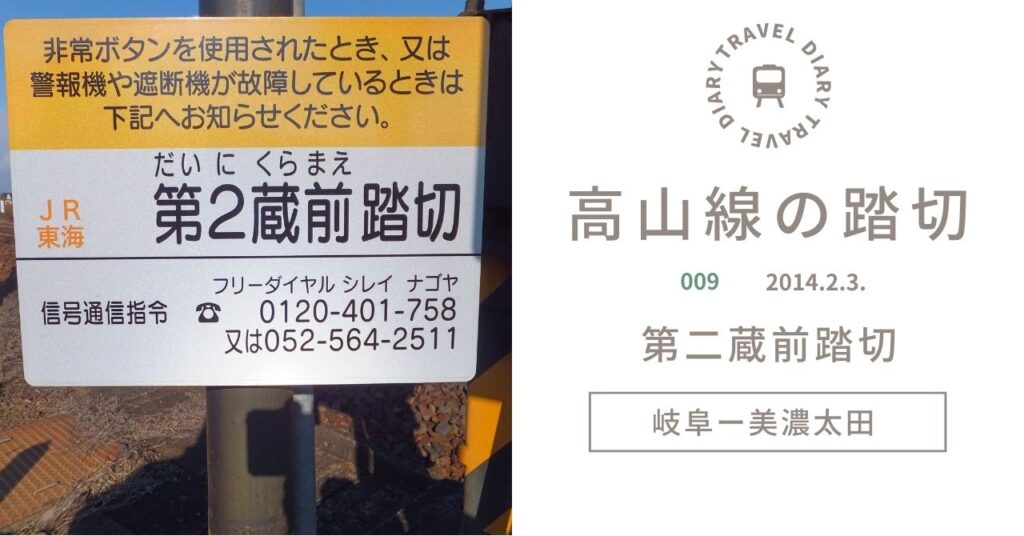 非常ボタンを使用されたとき、又は
警報機や遮断機が故障しているときは
下記へお知らせください。
だい に くらまえ
第2蔵前踏切
JR
東海
フリーダイヤル シレイ ナゴヤ
信号通信指令 ☎ 0120-401-758
又は052-564-2511
TRAVEL DIARY TRAVEL DIARY
高山線の踏切
009 2014.2.3.
第二蔵前踏切
岐阜ー美濃太田